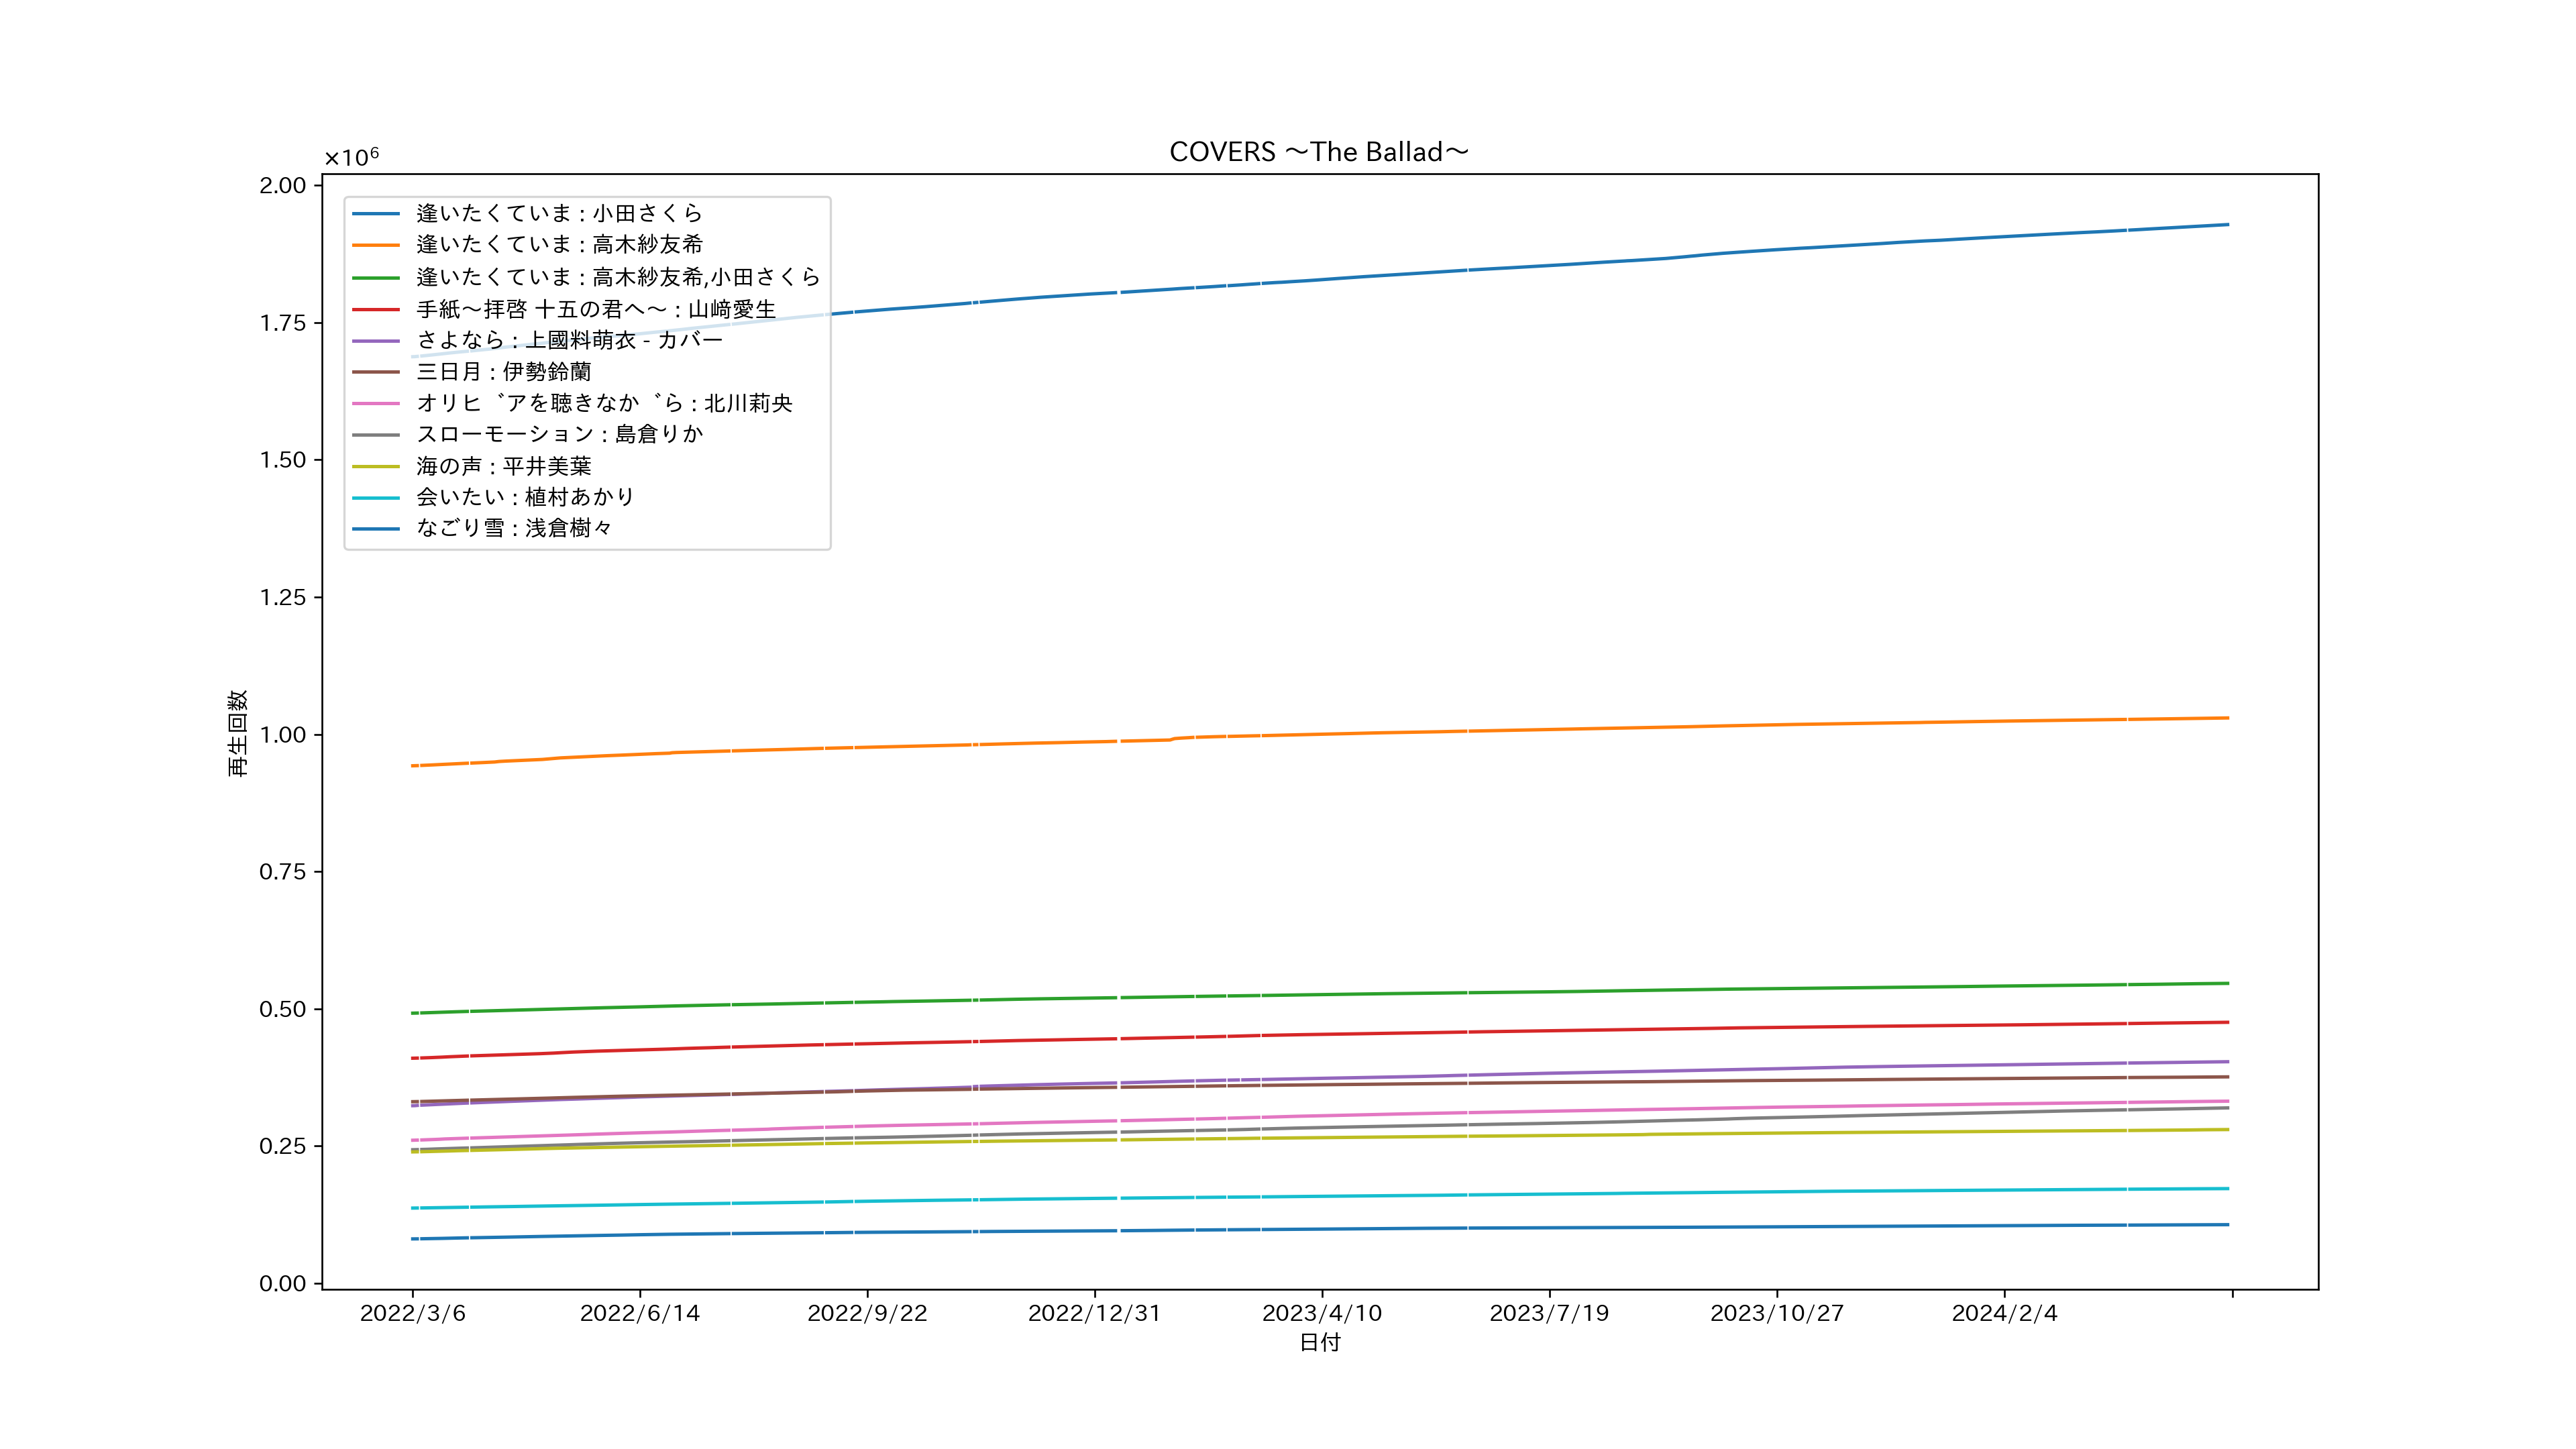 COVERS ～The Ballad～
×10⁶
2.00
1.75
1.50
1.25
1.00
0.75
0.50
0.25
0.00
再生回数
逢いたくていま : 小田さくら
逢いたくていま : 高木紗友希
逢いたくていま : 高木紗友希,小田さくら
手紙～拝啓 十五の君へ～ : 山﨑愛生
さよなら : 上國料萌衣 - カバー
三日月 : 伊勢鈴蘭
オリヒ゛アを聴きなか゛ら : 北川莉央
スローモーション : 島倉りか
海の声 : 平井美葉
会いたい : 植村あかり
なごり雪 : 浅倉樹々
2022/3/6 2022/6/14 2022/9/22 2022/12/31 2023/4/10 2023/7/19 2023/10/27 2024/2/4
日付